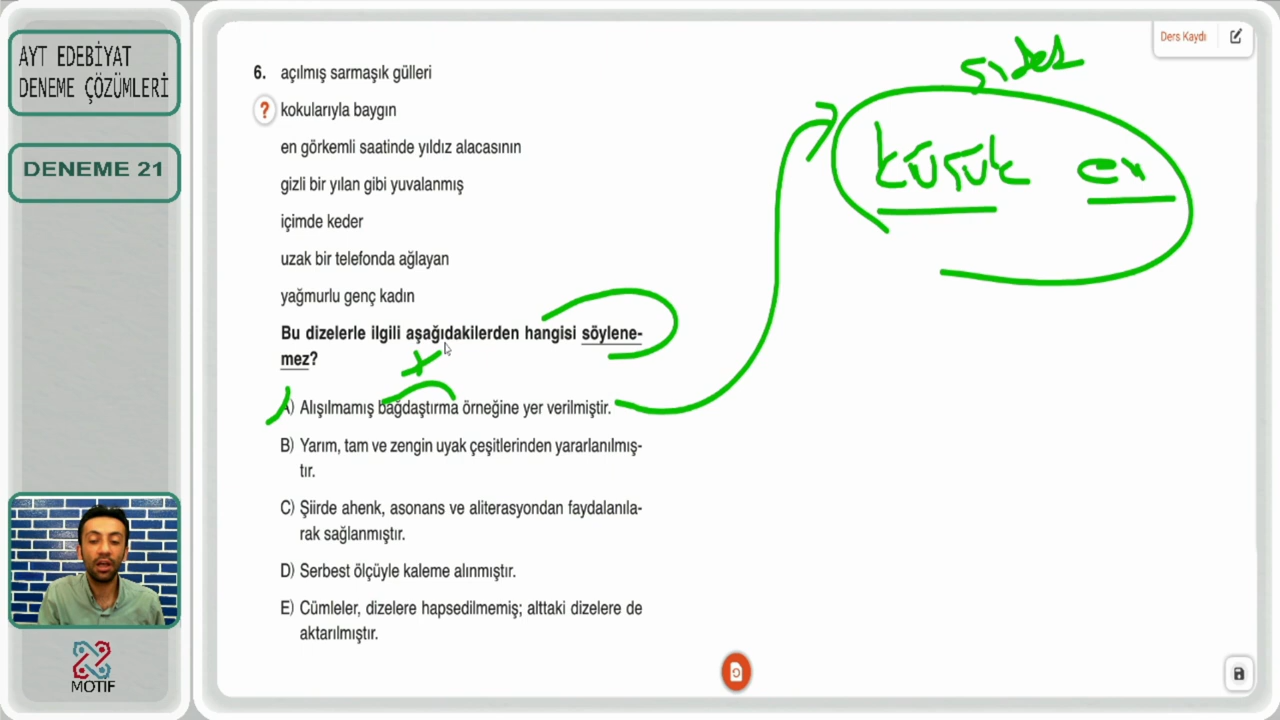 AYT EDEBİYAT
DENEME ÇÖZÜMLERİ
DENEME 21
MOTİF
Ders Kaydı
6. açılmış sarmaşık gülleri
? kokularıyla baygın
en görkemli saatinde yıldız alacasının
gizli bir yılan gibi yuvalanmış
içimde keder
uzak bir telefonda ağlayan
yağmurlu genç kadın
Bu dizelerle ilgili aşağıdakilerden hangisi söylene-
mez?
A) Alışılmamış bağdaştırma örneğine yer verilmiştir.
B) Yarım, tam ve zengin uyak çeşitlerinden yararlanılmış-
tır.
C) Şiirde ahenk, asonans ve aliterasyondan faydalanıla-
rak sağlanmıştır.
D) Serbest ölçüyle kaleme alınmıştır.
E) Cümleler, dizelere hapsedilmemiş; alttaki dizelere de
aktarılmıştır.